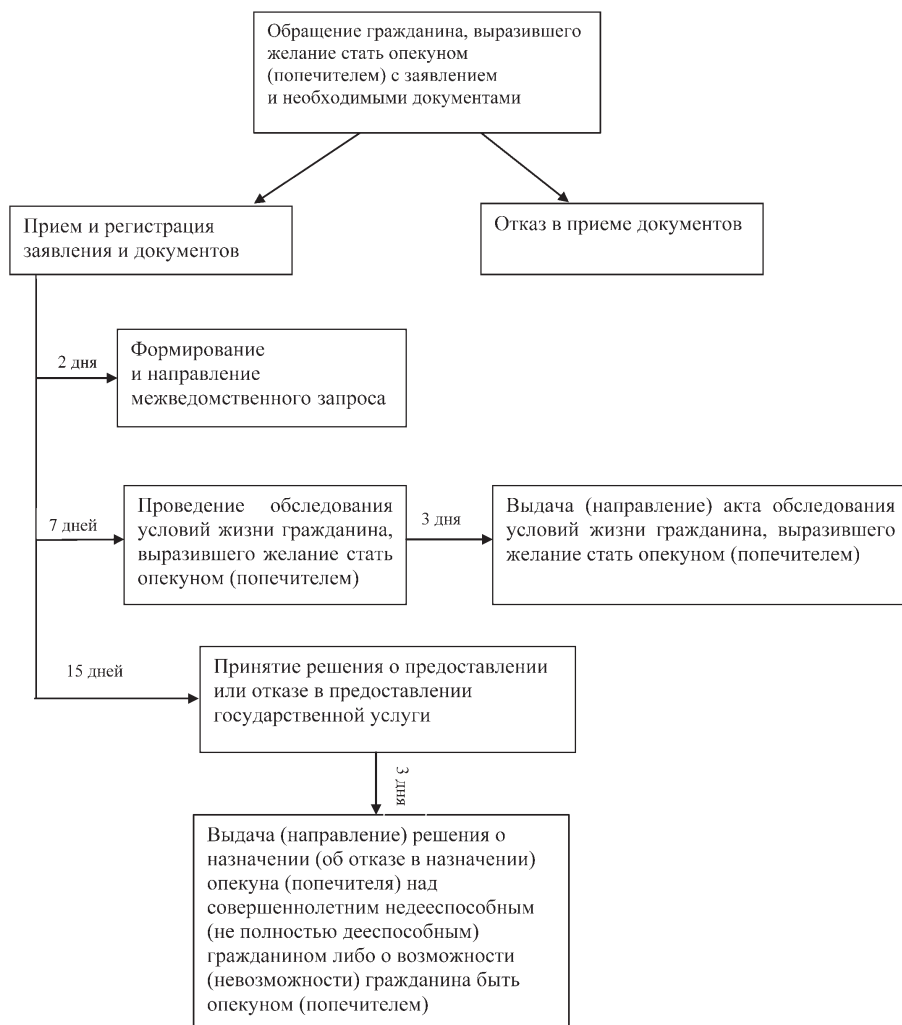 Обращение гражданина, выразившего
желание стать опекуном
(попечителем) с заявлением
и необходимыми документами
Прием и регистрация
заявления и документов
Отказ в приеме документов
2 дня
Формирование
и направление
межведомственного запроса
7 дней
Проведение обследования
условий жизни гражданина,
выразившего желание стать
опекуном (попечителем)
3 дня
Выдача (направление) акта обследования
условий жизни гражданина, выразившего
желание стать опекуном (попечителем)
15 дней
Принятие решения о предоставлении
или отказе в предоставлении
государственной услуги
3 дня
Выдача (направление) решения о
назначении (об отказе в назначении)
опекуна (попечителя) над
совершеннолетним недееспособным
(не полностью дееспособным)
гражданином либо о возможности
(невозможности) гражданина быть
опекуном (попечителем)